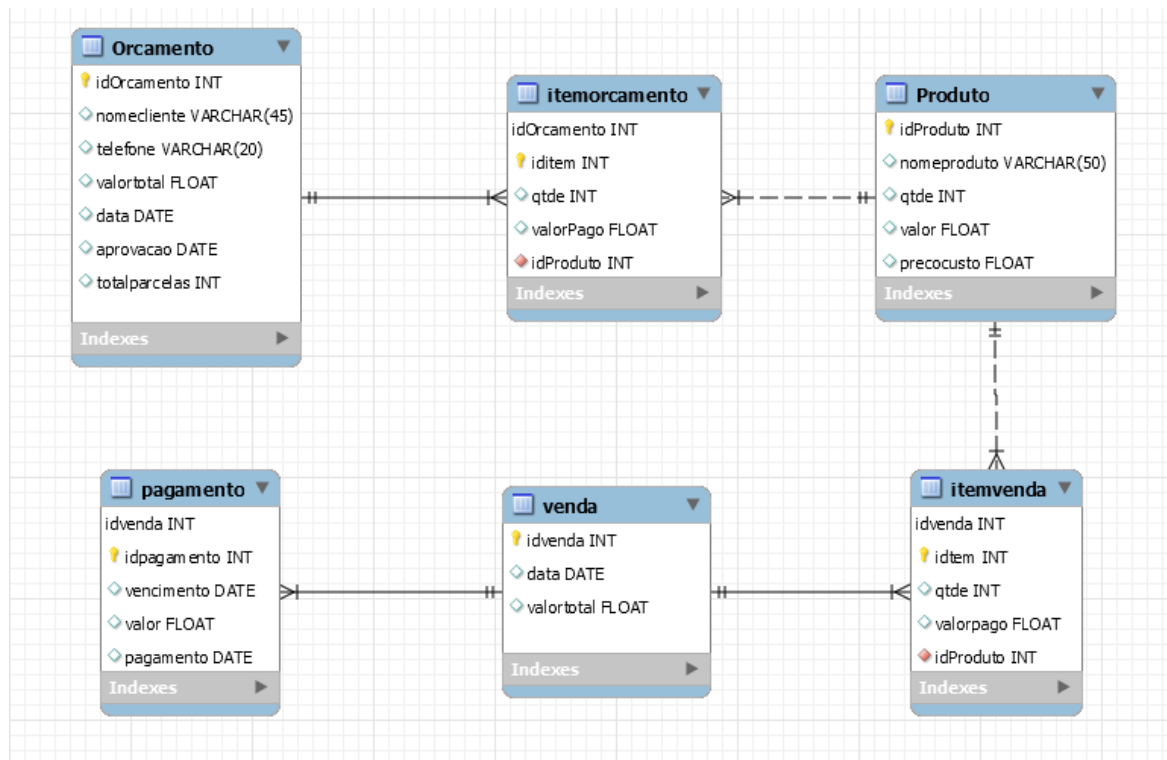 Orcamento
idOrcamento INT
nomecliente VARCHAR(45)
telefone VARCHAR(20)
valortotal FLOAT
data DATE
aprovacao DATE
totalparcelas INT
Indexes
itemorcamento
idOrcamento INT
iditem INT
qtde INT
valorPago FLOAT
idProduto INT
Indexes
Produto
idProduto INT
nomeproduto VARCHAR(50)
qtde INT
valor FLOAT
precocusto FLOAT
Indexes
pagamento
idvenda INT
idpagamento INT
vencimento DATE
valor FLOAT
pagamento DATE
Indexes
venda
idvenda INT
data DATE
valortotal FLOAT
Indexes
itemvenda
idvenda INT
idtem INT
qtde INT
valorpago FLOAT
idProduto INT
Indexes